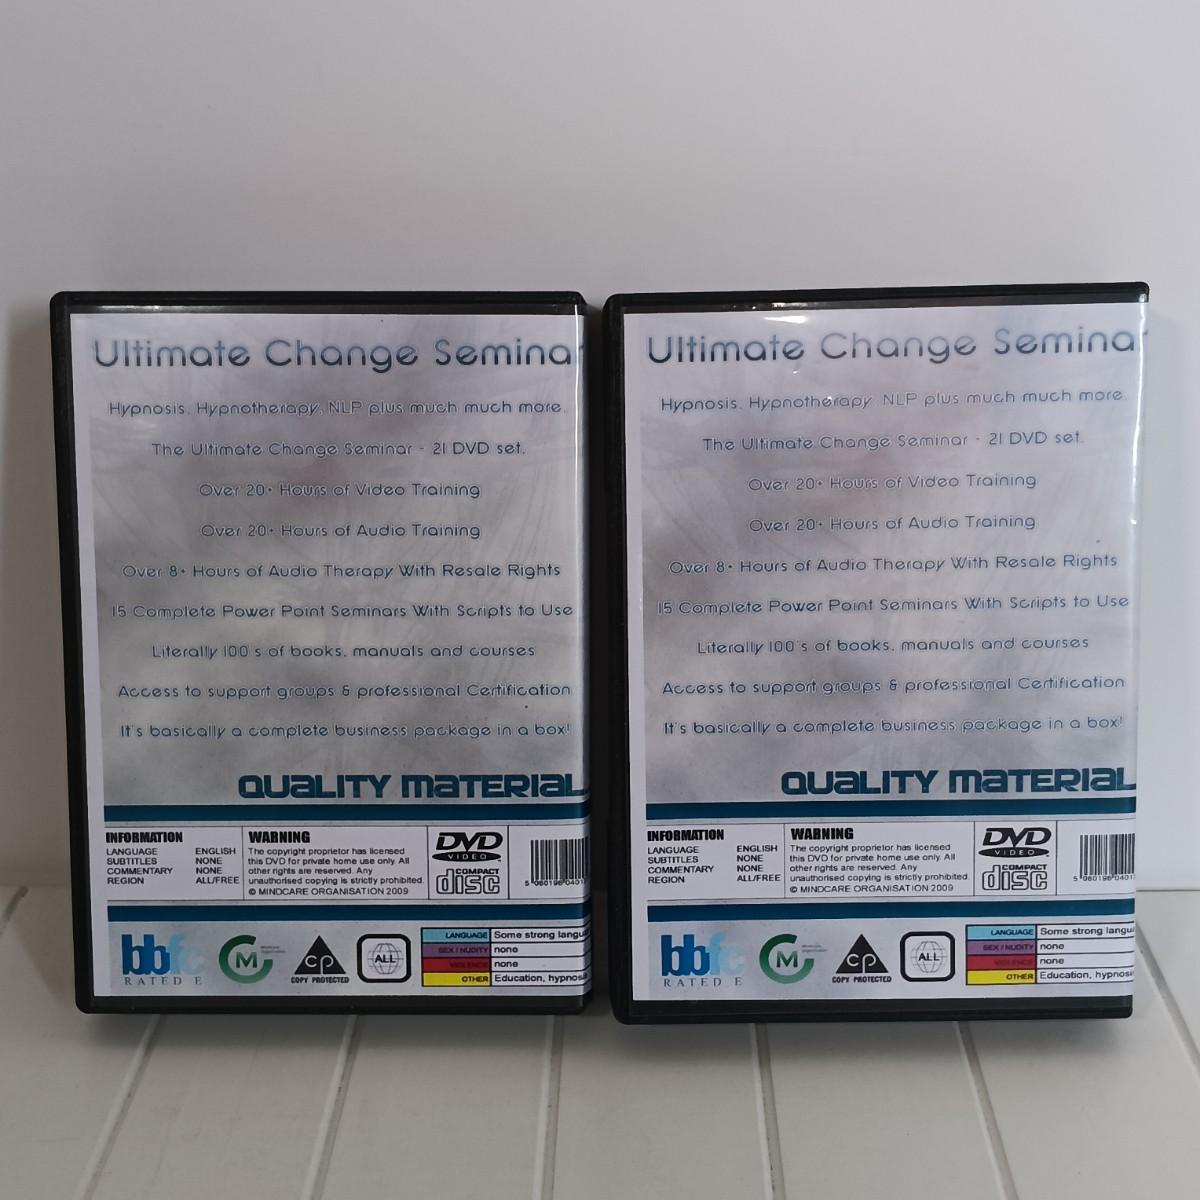 Ultimate Change Semina
Hypnosis, Hypnotherapy, NLP plus much much more.
The Ultimate Change Seminar - 21 DVD set.
Over 20+ Hours of Video Training
Over 20+ Hours of Audio Training
Over 8+ Hours of Audio Therapy With Resale Rights
15 Complete Power Point Seminars With Scripts to Use
Literally 100's of books, manuals and courses
Access to support groups & professional Certification
It's basically a complete business package in a box!
QUALITY MATERIAL
INFORMATION
LANGUAGE ENGLISH
SUBTITLES NONE
COMMENTARY NONE
REGION ALL/FREE
WARNING
The copyright proprietor has licensed
this DVD for private home use only. All
other rights are reserved. Any
unauthorised copying is strictly prohibited.
© MINDCARE ORGANISATION 2009
DVD
VIDEO
COMPACT
disc
5 060196 0401
bbfc
RATED E
M
cp
COPY PROTECTED
ALL
LANGUAGE Some strong langu
SEX / NUDITY none
VIOLENCE none
OTHER Education, hypnosi
Ultimate Change Semina
Hypnosis, Hypnotherapy, NLP plus much much more.
The Ultimate Change Seminar - 21 DVD set.
Over 20+ Hours of Video Training
Over 20+ Hours of Audio Training
Over 8+ Hours of Audio Therapy With Resale Rights
15 Complete Power Point Seminars With Scripts to Use
Literally 100's of books, manuals and courses
Access to support groups & professional Certification
It's basically a complete business package in a box!
QUALITY MATERIAL
INFORMATION
LANGUAGE ENGLISH
SUBTITLES NONE
COMMENTARY NONE
REGION ALL/FREE
WARNING
The copyright proprietor has licensed
this DVD for private home use only. All
other rights are reserved. Any
unauthorised copying is strictly prohibited.
© MINDCARE ORGANISATION 2009
DVD
VIDEO
COMPACT
disc
5 060196 04017
bbfc
RATED E
M
cp
COPY PROTECTED
ALL
LANGUAGE Some strong langua
SEX / NUDITY none
VIOLENCE none
OTHER Education, hypnosi